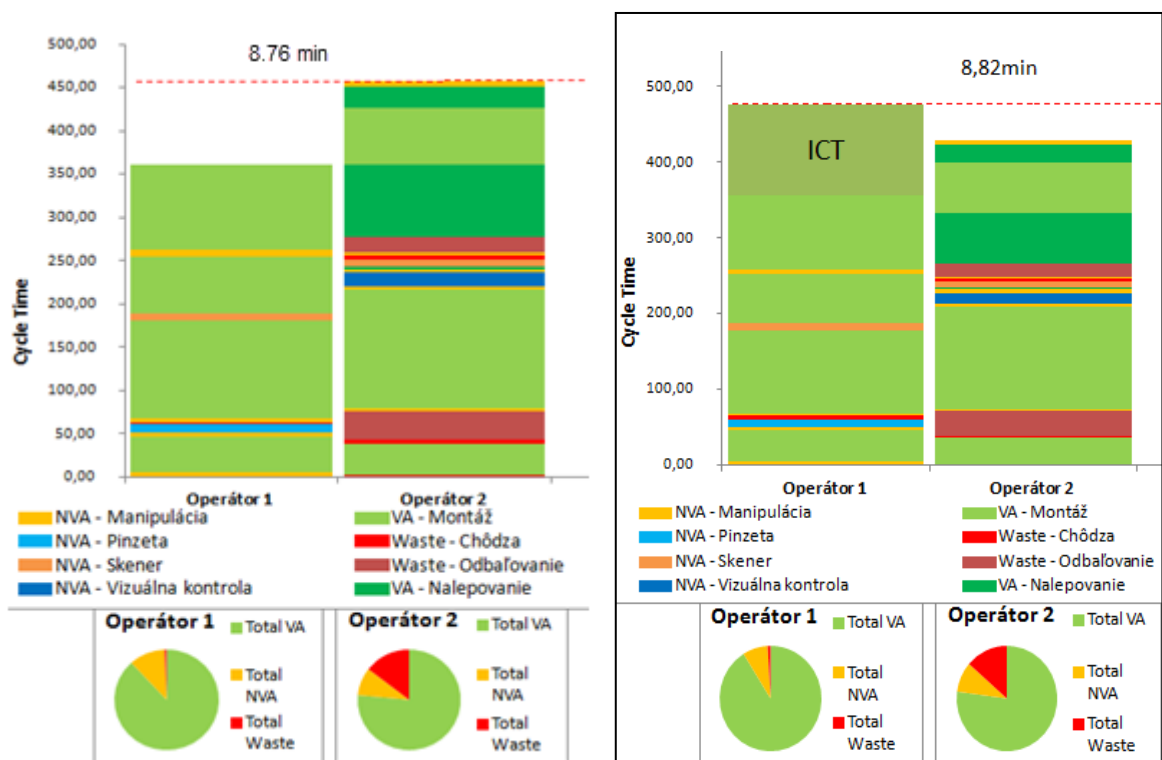 8.76 min
500,00
450,00
400,00
350,00
300,00
250,00
200,00
150,00
100,00
50,00
0,00
Cycle Time
Operátor 1
Operátor 2
NVA - Manipulácia
VA - Montáž
NVA - Pinzeta
Waste - Chôdza
NVA - Skener
Waste - Odbaľovanie
NVA - Vizuálna kontrola
VA - Nalepovanie
Operátor 1
Total VA
Total
NVA
Total
Waste
Operátor 2
Total VA
Total
NVA
Total
Waste
8,82min
500,00
400,00
300,00
200,00
100,00
0,00
Cycle Time
ICT
Operátor 1
Operátor 2
NVA - Manipulácia
VA - Montáž
NVA - Pinzeta
Waste - Chôdza
NVA - Skener
Waste - Odbaľovanie
NVA - Vizuálna kontrola
VA - Nalepovanie
Operátor 1
Total VA
Total
NVA
Total
Waste
Operátor 2
Total VA
Total
NVA
Total
Waste